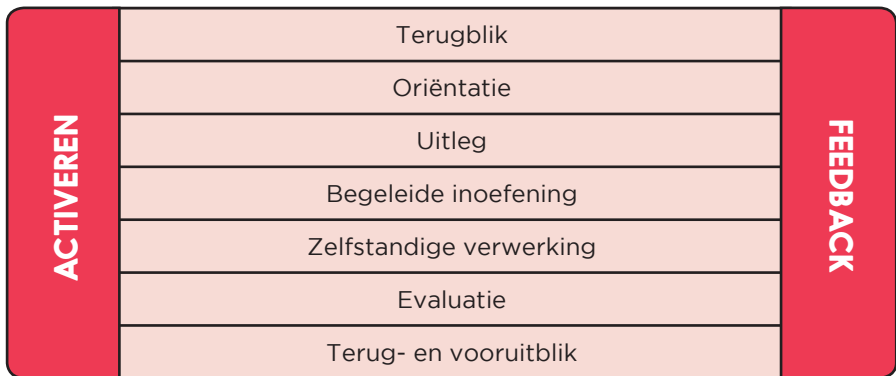 ACTIVEREN
Terugblik
Oriëntatie
Uitleg
Begeleide inoefening
Zelfstandige verwerking
Evaluatie
Terug- en vooruitblik
FEEDBACK